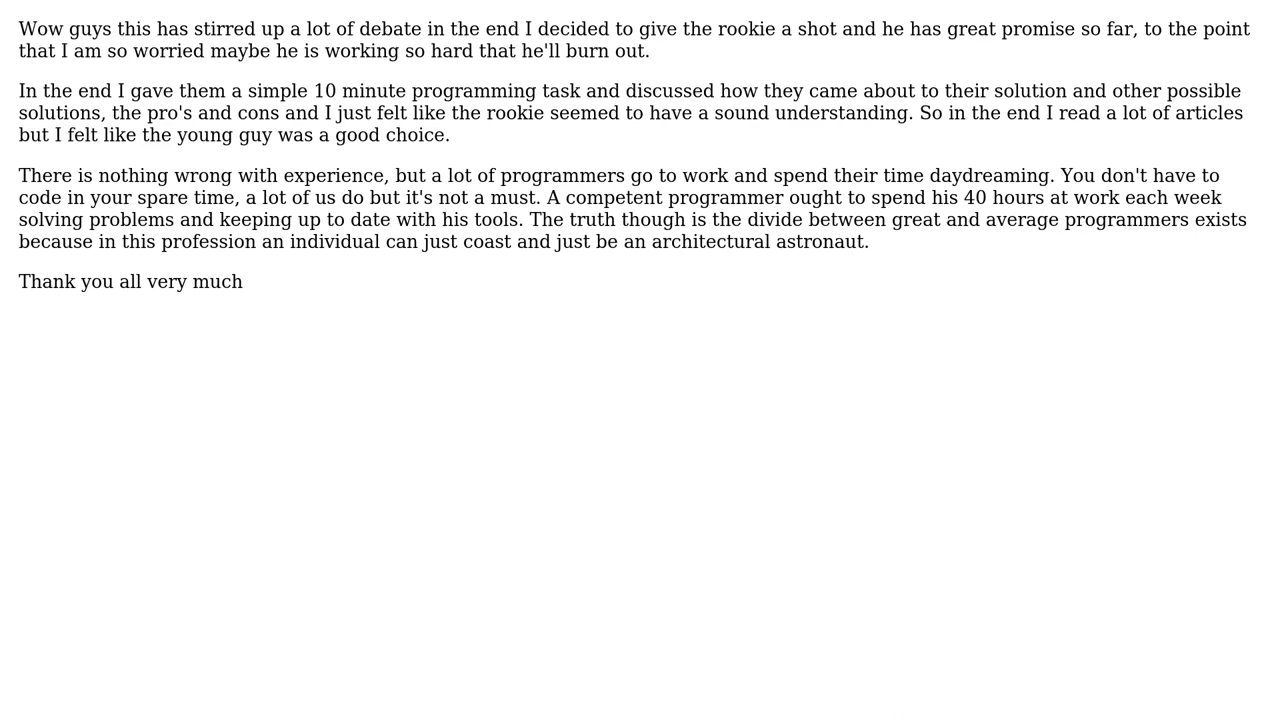 Wow guys this has stirred up a lot of debate in the end I decided to give the rookie a shot and he has great promise so far, to the point
that I am so worried maybe he is working so hard that he'll burn out.
In the end I gave them a simple 10 minute programming task and discussed how they came about to their solution and other possible
solutions, the pro's and cons and I just felt like the rookie seemed to have a sound understanding. So in the end I read a lot of articles
but I felt like the young guy was a good choice.
There is nothing wrong with experience, but a lot of programmers go to work and spend their time daydreaming. You don't have to
code in your spare time, a lot of us do but it's not a must. A competent programmer ought to spend his 40 hours at work each week
solving problems and keeping up to date with his tools. The truth though is the divide between great and average programmers exists
because in this profession an individual can just coast and just be an architectural astronaut.
Thank you all very much